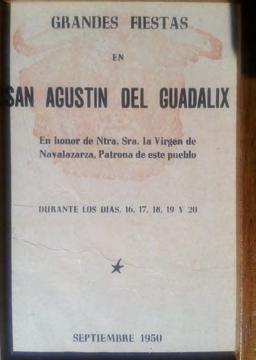 GRANDES FIESTAS
EN
SAN AGUSTIN DEL GUADALIX
En honor de Ntra. Sra. la Virgen de
Navalazarza, Patrona de este pueblo
DURANTE LOS DIAS, 16, 17, 18, 19 Y 20
SEPTIEMBRE 1950